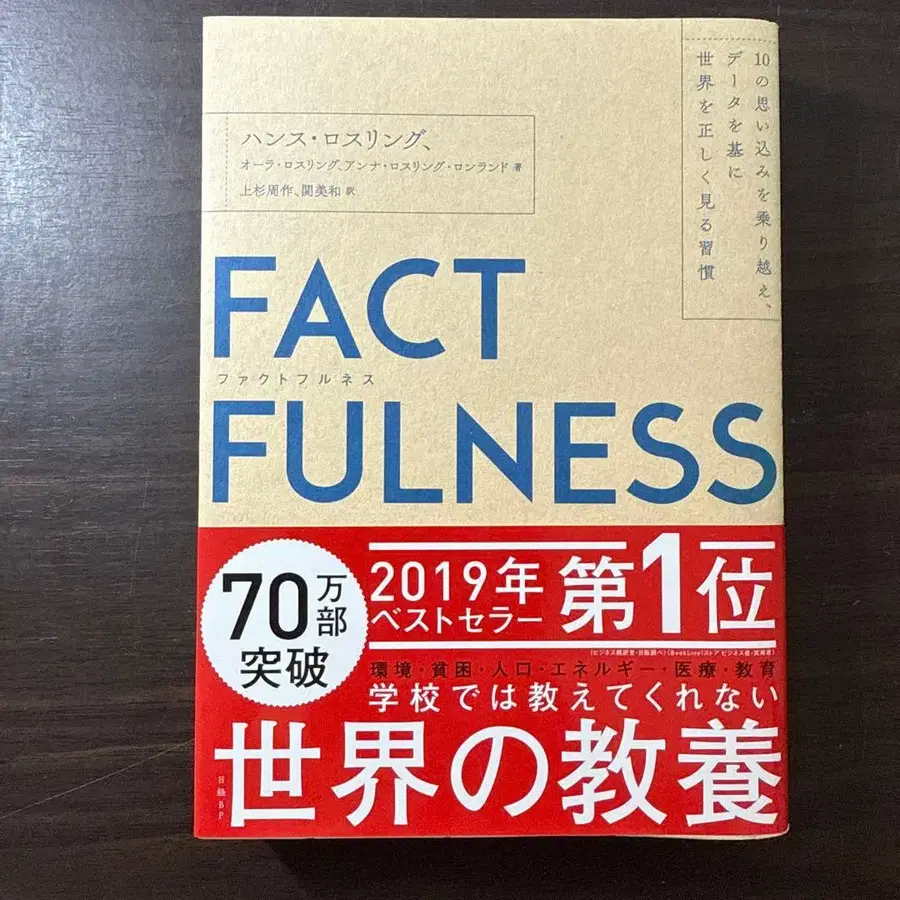 10の思い込みを乗り越え、
データを基に
世界を正しく見る習慣
ハンス・ロスリング、
オーラ・ロスリング、アンナ・ロスリング・ロンランド 著
上杉周作、関美和 訳
FACT
ファクトフルネス
FULNESS
70万部
突破
2019年
ベストセラー
第1位
環境・貧困・人口・エネルギー・医療・教育
学校では教えてくれない
世界の教養
日経BP